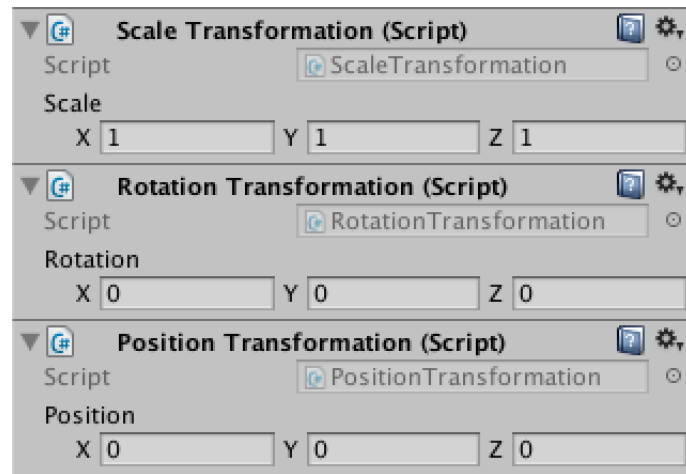 Scale Transformation (Script)
Script ScaleTransformation
Scale
X 1 Y 1 Z 1
Rotation Transformation (Script)
Script RotationTransformation
Rotation
X 0 Y 0 Z 0
Position Transformation (Script)
Script PositionTransformation
Position
X 0 Y 0 Z 0